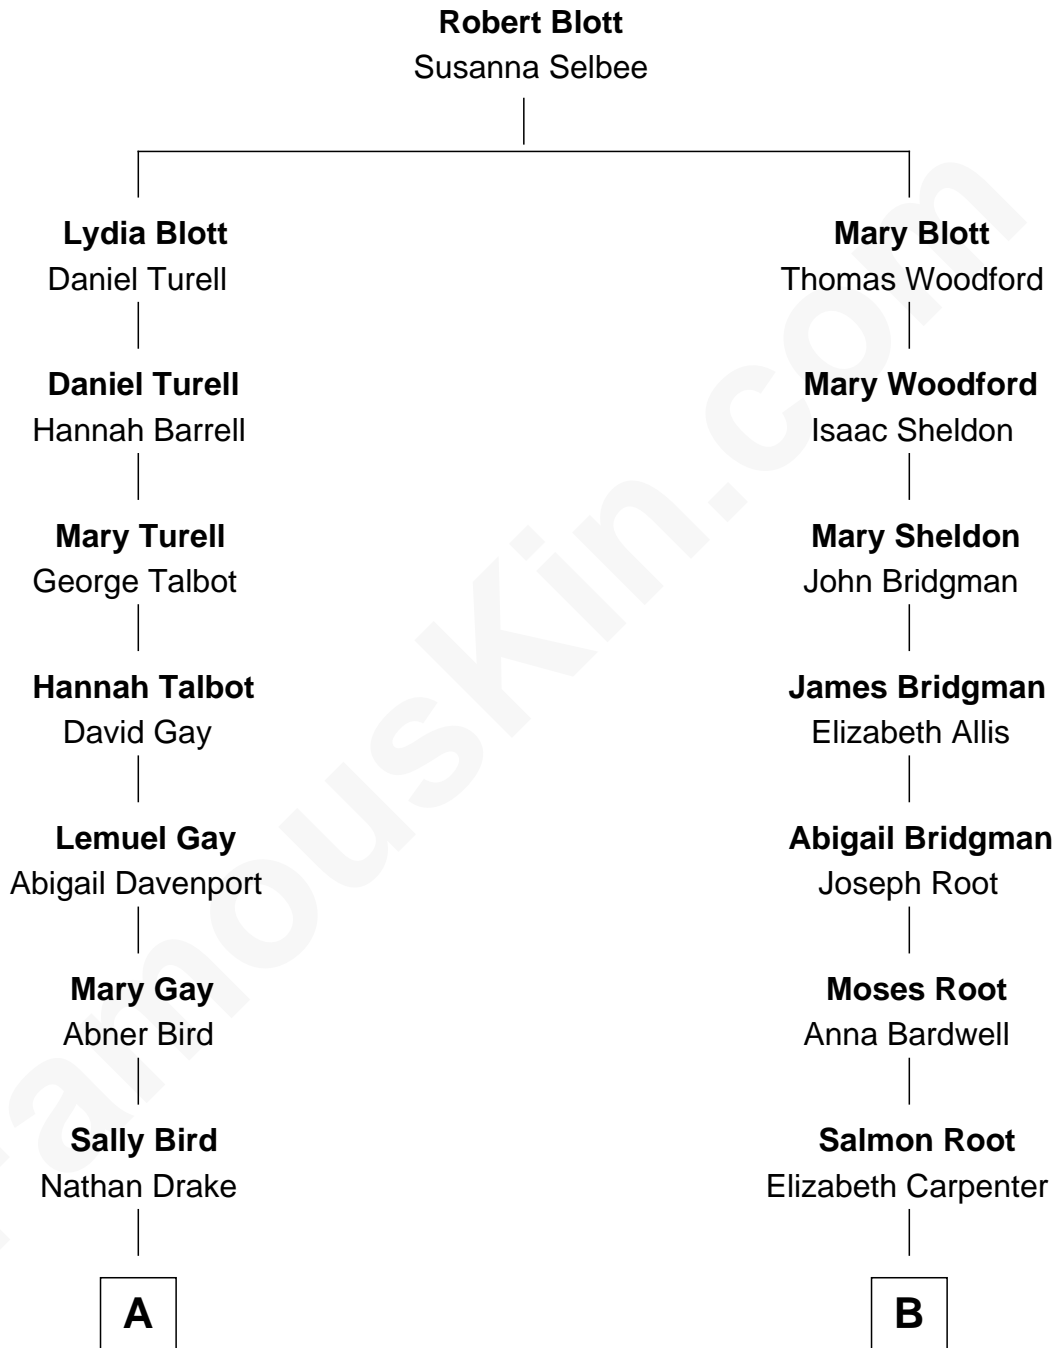 Robert Blott
Susanna Selbee
Lydia Blott
Daniel Turell
Mary Blott
Thomas Woodford
Daniel Turell
Hannah Barrell
Mary Woodford
Isaac Sheldon
Mary Turell
George Talbot
Mary Sheldon
John Bridgman
Hannah Talbot
David Gay
James Bridgman
Elizabeth Allis
Lemuel Gay
Abigail Davenport
Abigail Bridgman
Joseph Root
Mary Gay
Abner Bird
Moses Root
Anna Bardwell
Sally Bird
Nathan Drake
Salmon Root
Elizabeth Carpenter
A
B
FamousKin.com